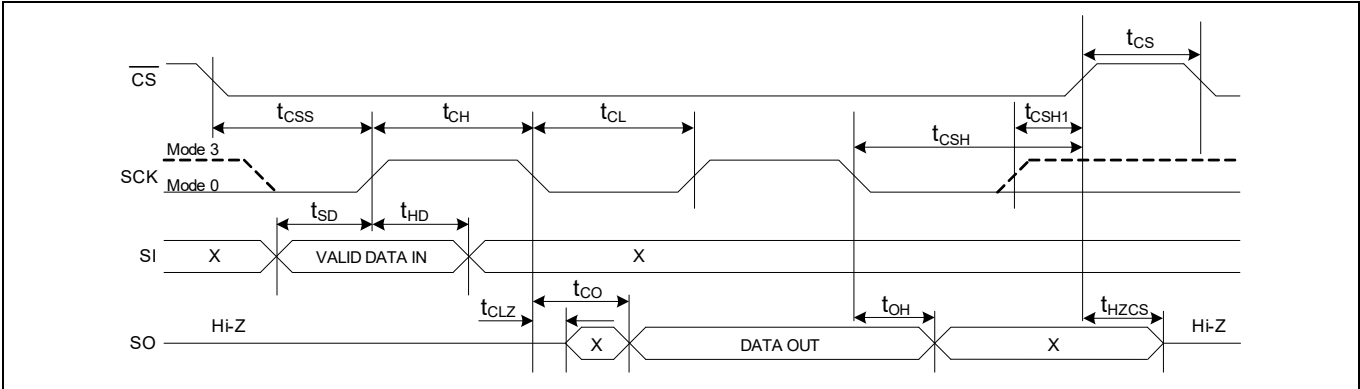 tCS
CS
tCSS
tCH
tCL
tCSH1
tCSH
Mode 3
SCK
Mode 0
tSD
tHD
SI
X
VALID DATA IN
X
tCO
tCLZ
tOH
tHZCS
Hi-Z
Hi-Z
SO
X
DATA OUT
X